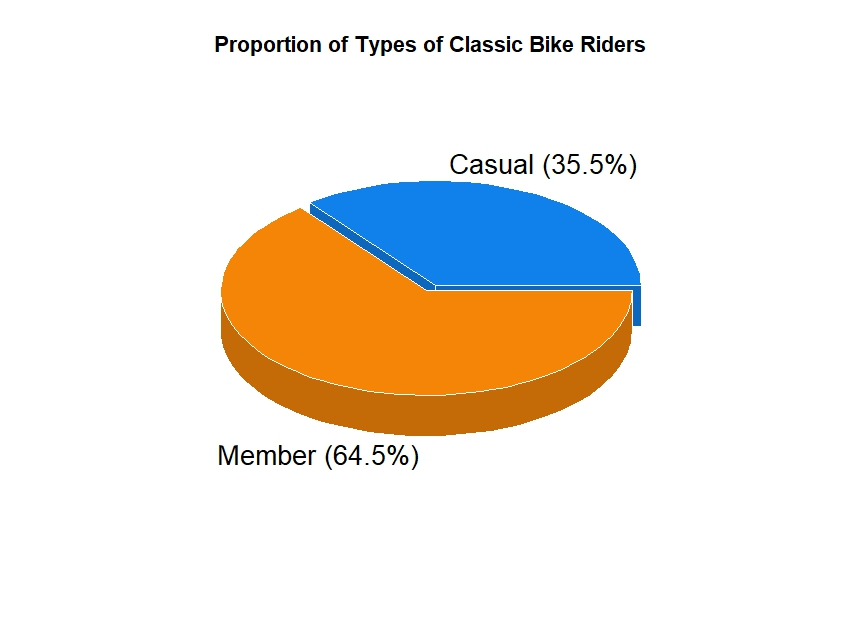 Proportion of Types of Classic Bike Riders
Casual (35.5%)
Member (64.5%)